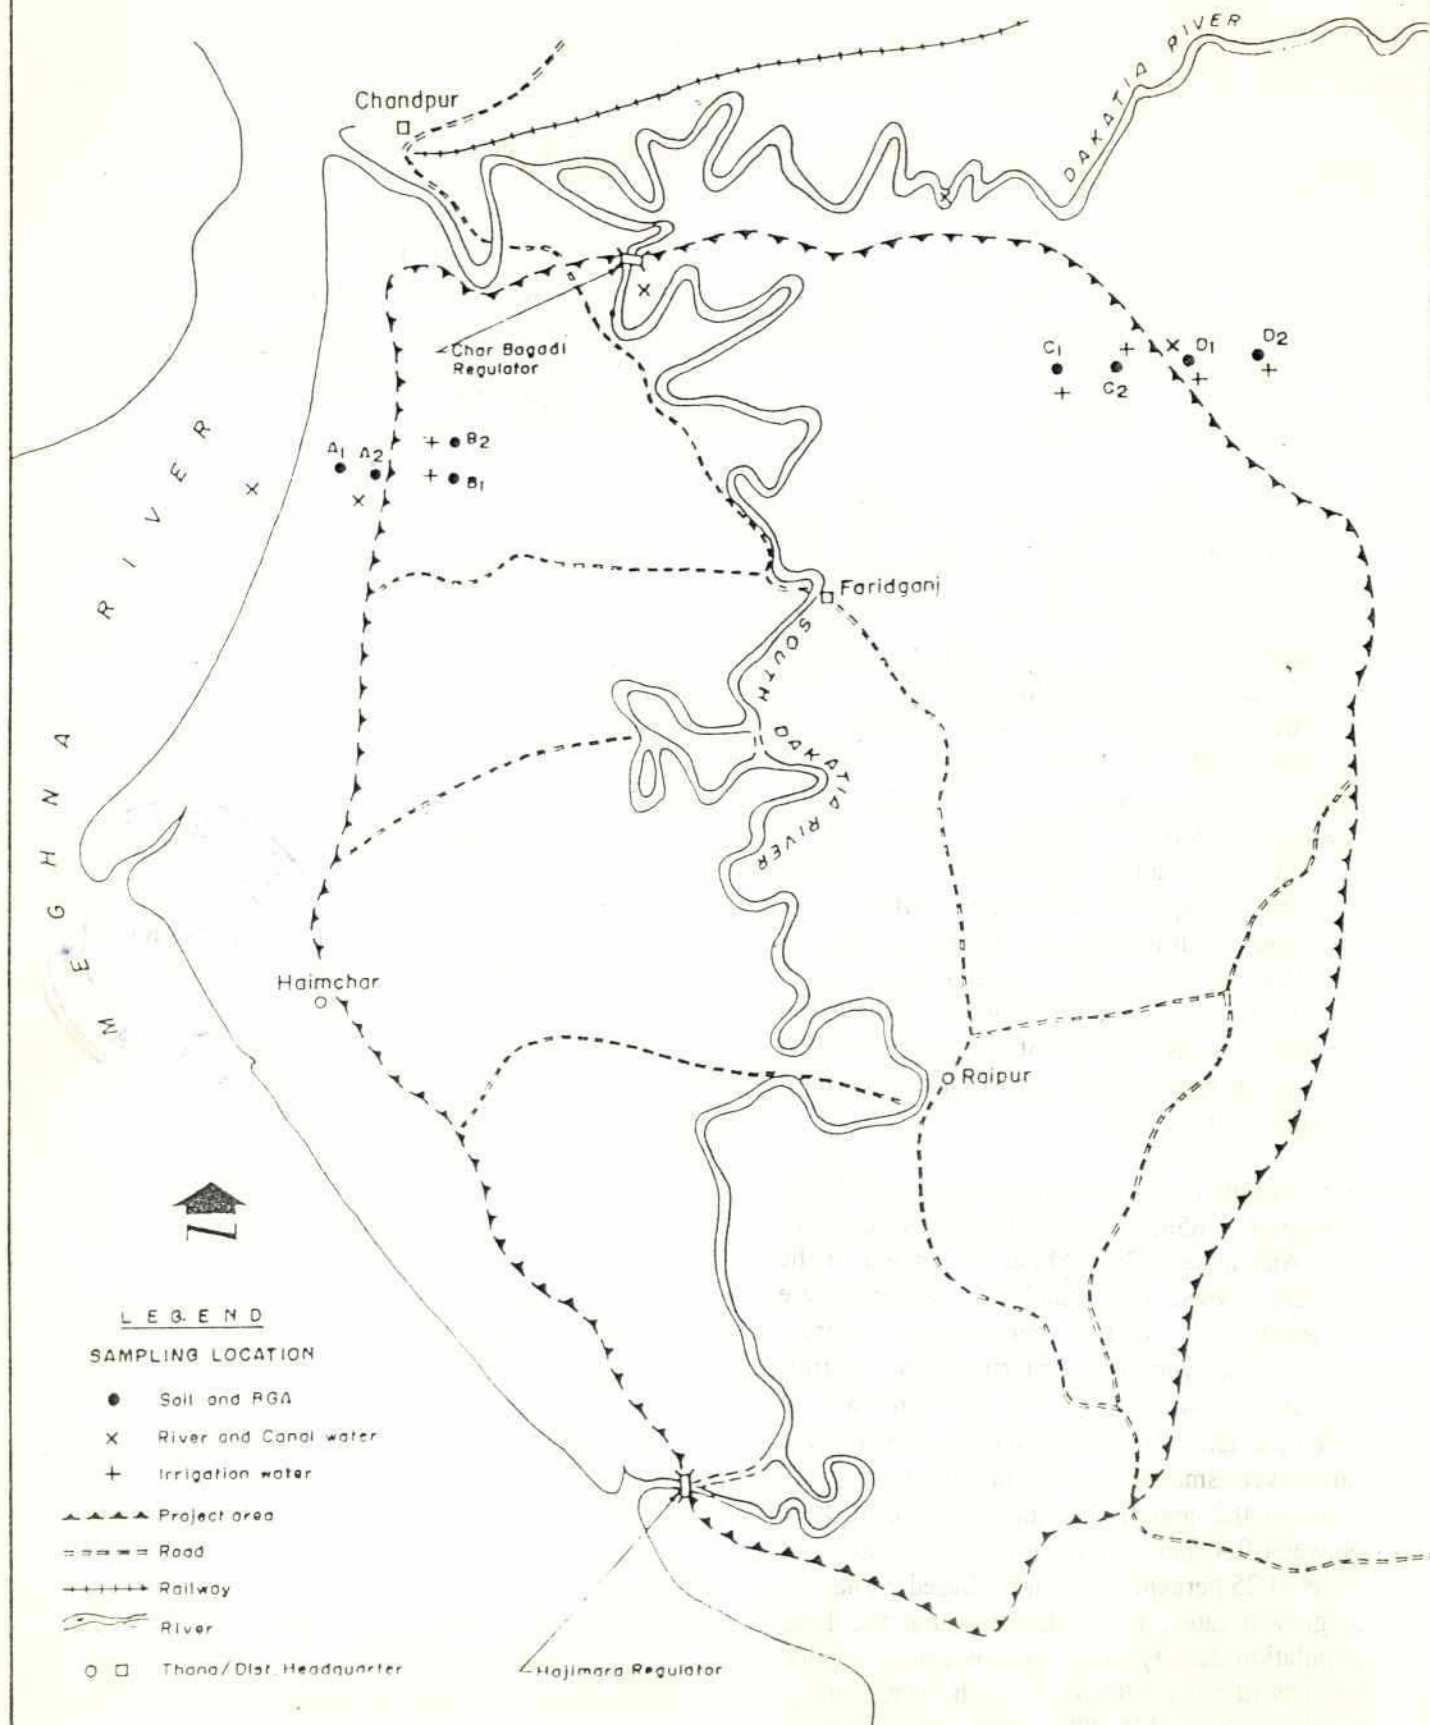 DAKATIA RIVER
Chandpur
Char Bagadi
Regulator
C1
C2
D1
D2
A1 A2
B2
B1
MEGHNA RIVER
Faridganj
SOUTH DAKATIA RIVER
Haimchar
Raipur
Z
LEGEND
SAMPLING LOCATION
Soil and BGA
River and Canal water
Irrigation water
Project area
Road
Railway
River
Thana/Dist. Headquarter
Hajimara Regulator